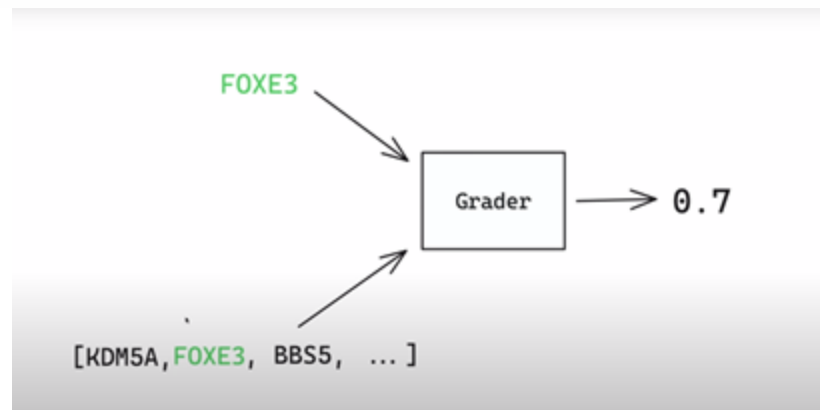 FOXE3
Grader
0.7
[KDM5A,FOXE3, BBS5, ...]